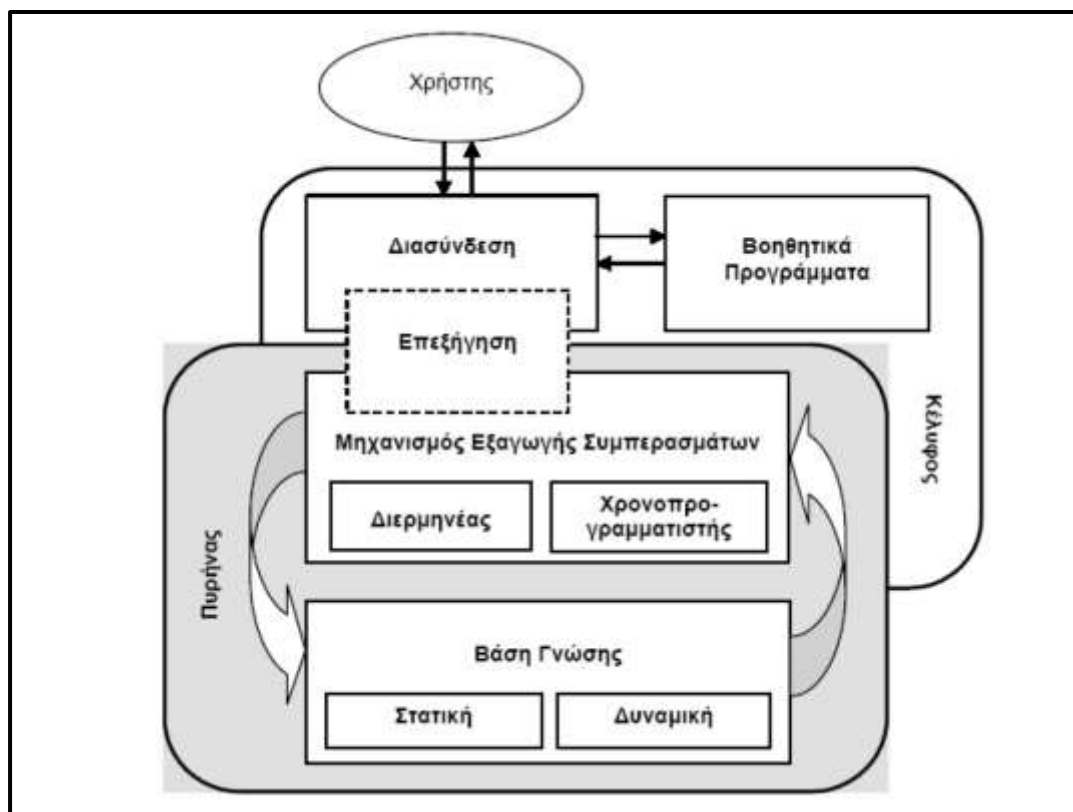 Χρήστης
Διασύνδεση
Βοηθητικά
Προγράμματα
Επεξήγηση
Κέλυφος
Μηχανισμός Εξαγωγής Συμπερασμάτων
Διερμηνέας
Χρονοπρο-
γραμματιστής
Πυρήνας
Βάση Γνώσης
Στατική
Δυναμική